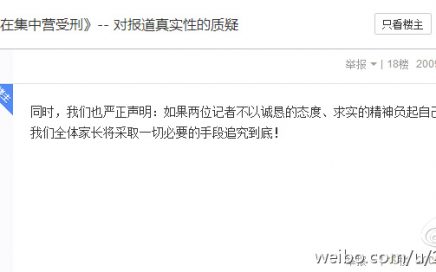 在集中营受刑》-- 对报道真实性的质疑
只看楼主
举报 | 18楼 2009
楼主
同时，我们也严正声明：如果两位记者不以诚恳的态度、求实的精神负起自己
我们全体家长将采取一切必要的手段追究到底！
举报
weibo.com/u/3